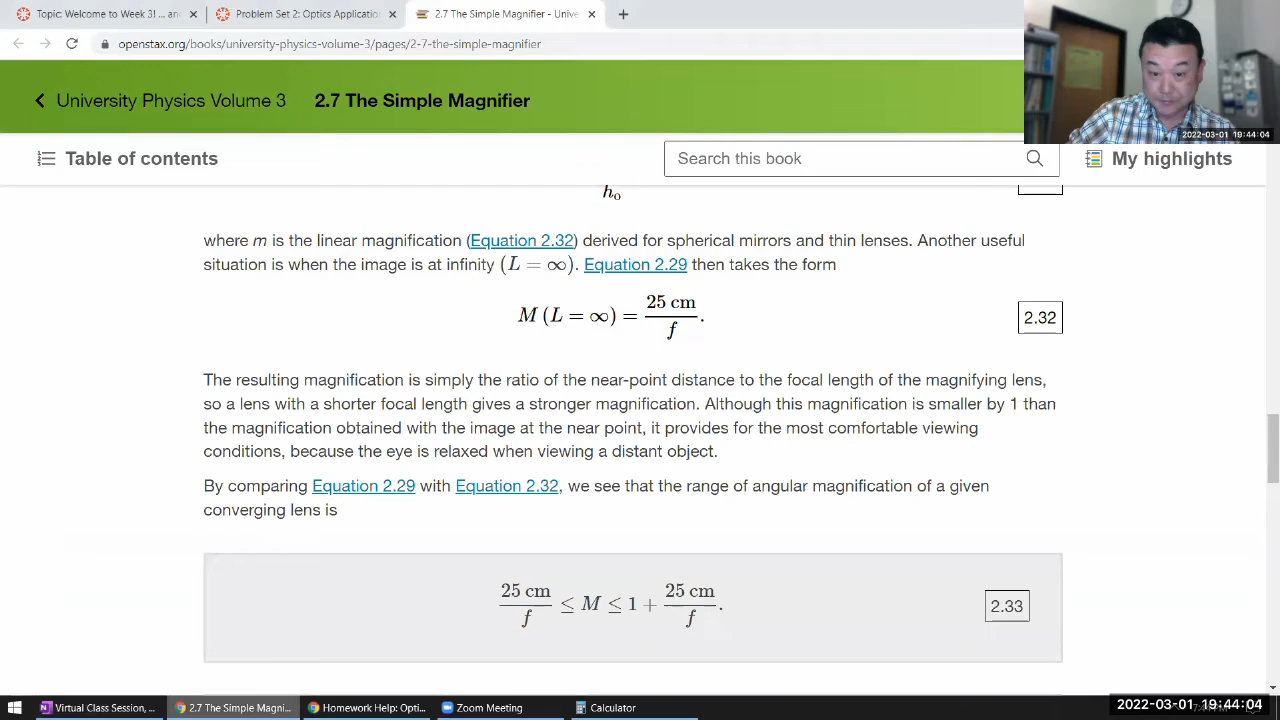 Topic: Welcome to Week 3! ... an
Problem Set 2: Optics Application
2.7 The Simple Magnifier - Unive
openstax.org/books/university-physics-volume-3/pages/2-7-the-simple-magnifier
University Physics Volume 3 2.7 The Simple Magnifier
2022-03-01 19:44:04
Table of contents
Search this book
My highlights
h₀
where m is the linear magnification (Equation 2.32) derived for spherical mirrors and thin lenses. Another useful
situation is when the image is at infinity (L = ∞). Equation 2.29 then takes the form
M (L = ∞) = 25 cm / f.
2.32
The resulting magnification is simply the ratio of the near-point distance to the focal length of the magnifying lens,
so a lens with a shorter focal length gives a stronger magnification. Although this magnification is smaller by 1 than
the magnification obtained with the image at the near point, it provides for the most comfortable viewing
conditions, because the eye is relaxed when viewing a distant object.
By comparing Equation 2.29 with Equation 2.32, we see that the range of angular magnification of a given
converging lens is
25 cm / f ≤ M ≤ 1 + 25 cm / f.
2.33
Virtual Class Session, ...
2.7 The Simple Magni...
Homework Help: Opti...
Zoom Meeting
Calculator
2022-03-01 19:44:04